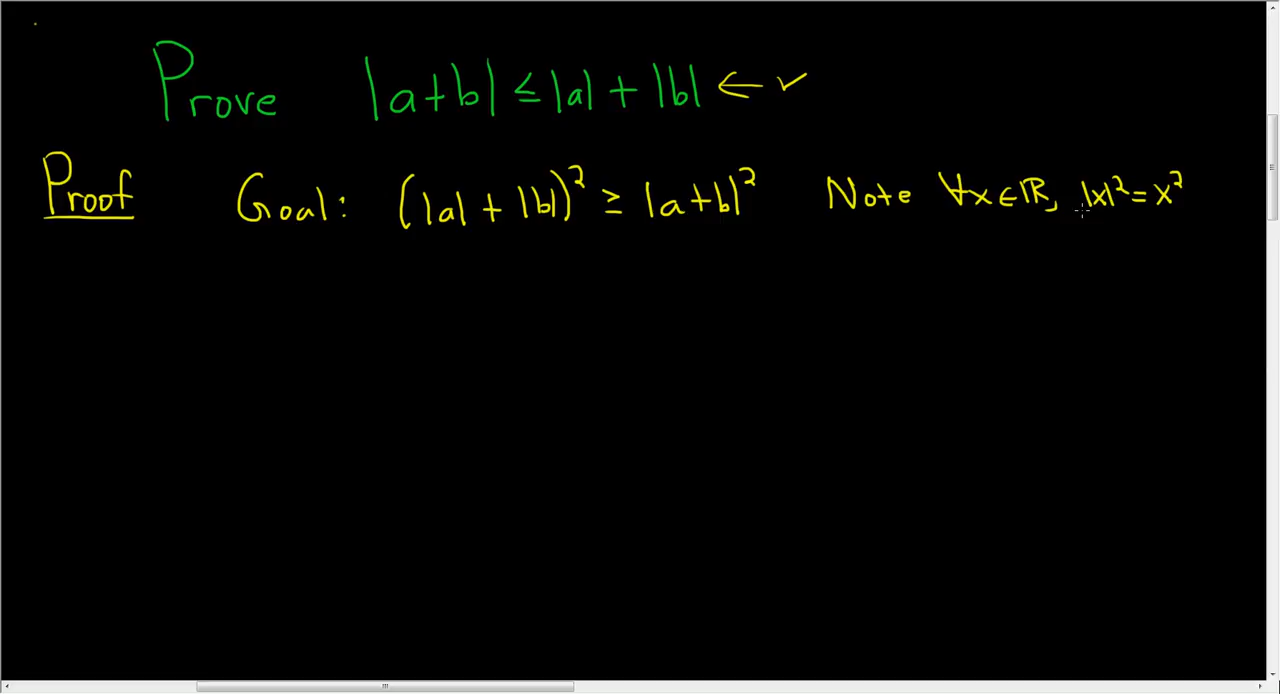 Prove |a+b| ≤ |a| + |b| ← ✓
Proof Goal: (|a| + |b|)² ≥ |a+b|² Note ∀x∈ℝ, |x|²=x²